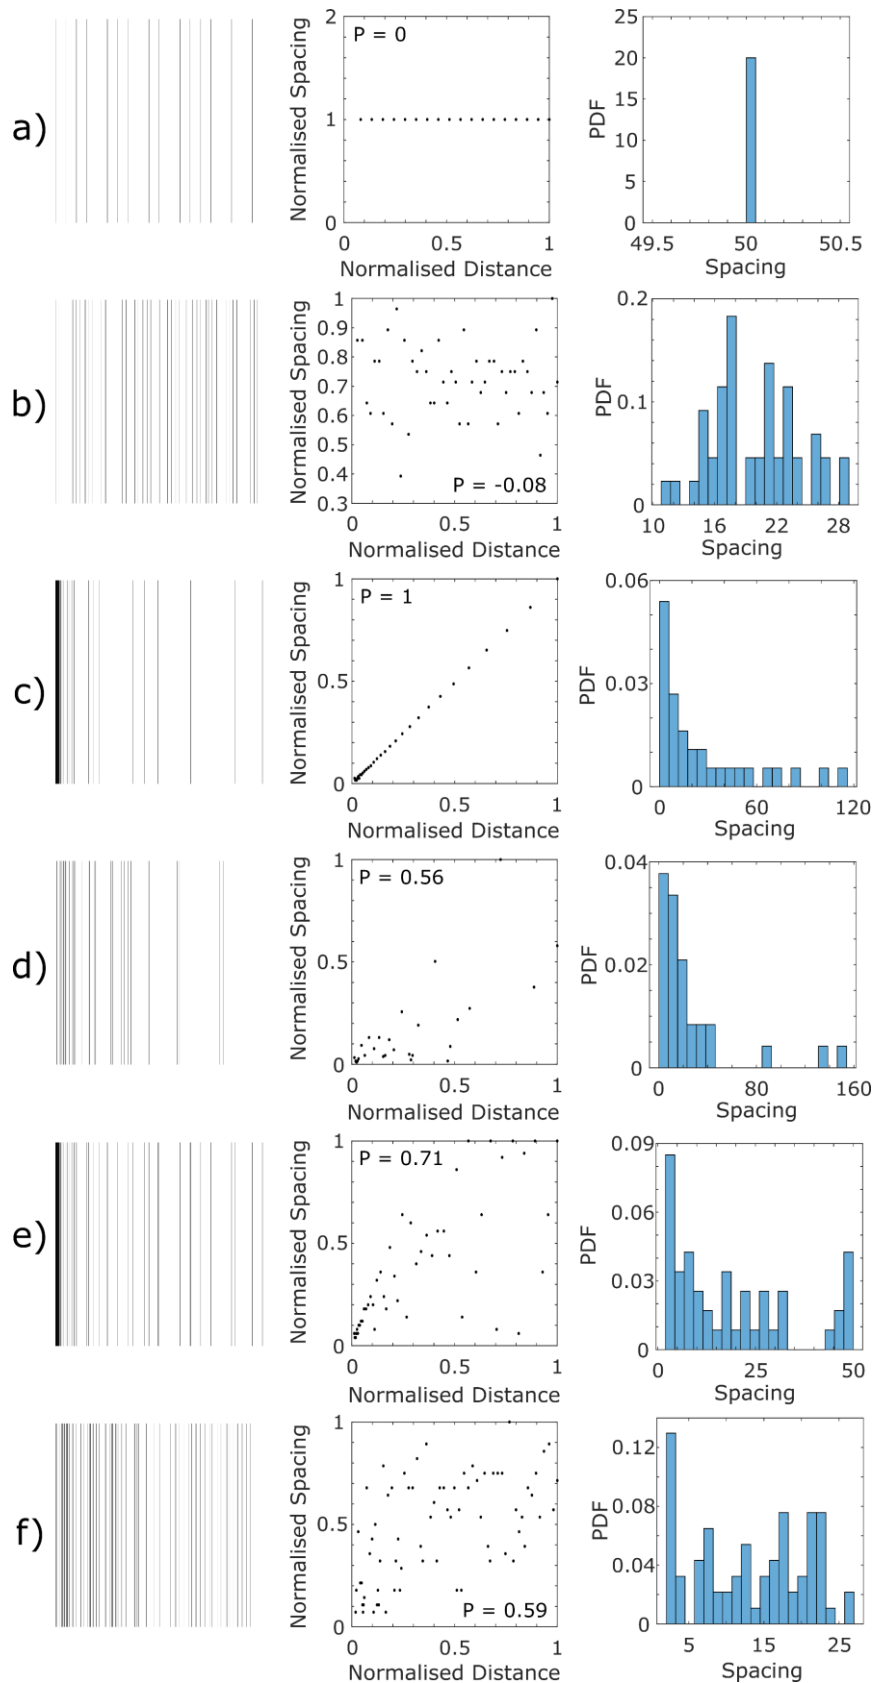 a)
P = 0
Normalised Spacing
2
1
0
0
0.5
1
Normalised Distance
PDF
25
20
15
10
5
0
49.5
50
50.5
Spacing
b)
Normalised Spacing
1
0.9
0.8
0.7
0.6
0.5
0.4
0.3
P = -0.08
0
0.5
1
Normalised Distance
PDF
0.2
0.1
0
10
16
22
28
Spacing
c)
P = 1
Normalised Spacing
1
0.5
0
0
0.5
1
Normalised Distance
PDF
0.06
0.03
0
0
60
120
Spacing
d)
P = 0.56
Normalised Spacing
1
0.5
0
0
0.5
1
Normalised Distance
PDF
0.04
0.02
0
0
80
160
Spacing
e)
P = 0.71
Normalised Spacing
1
0.5
0
0
0.5
1
Normalised Distance
PDF
0.09
0.06
0.03
0
0
25
50
Spacing
f)
Normalised Spacing
1
0.5
0
P = 0.59
0
0.5
1
Normalised Distance
PDF
0.12
0.08
0.04
0
5
15
25
Spacing